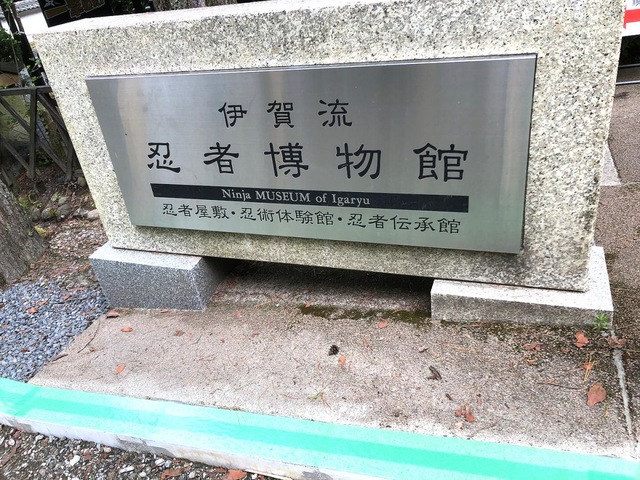 伊賀流
忍者博物館
Ninja MUSEUM of Igaryu
忍者屋敷・忍術体験館・忍者伝承館